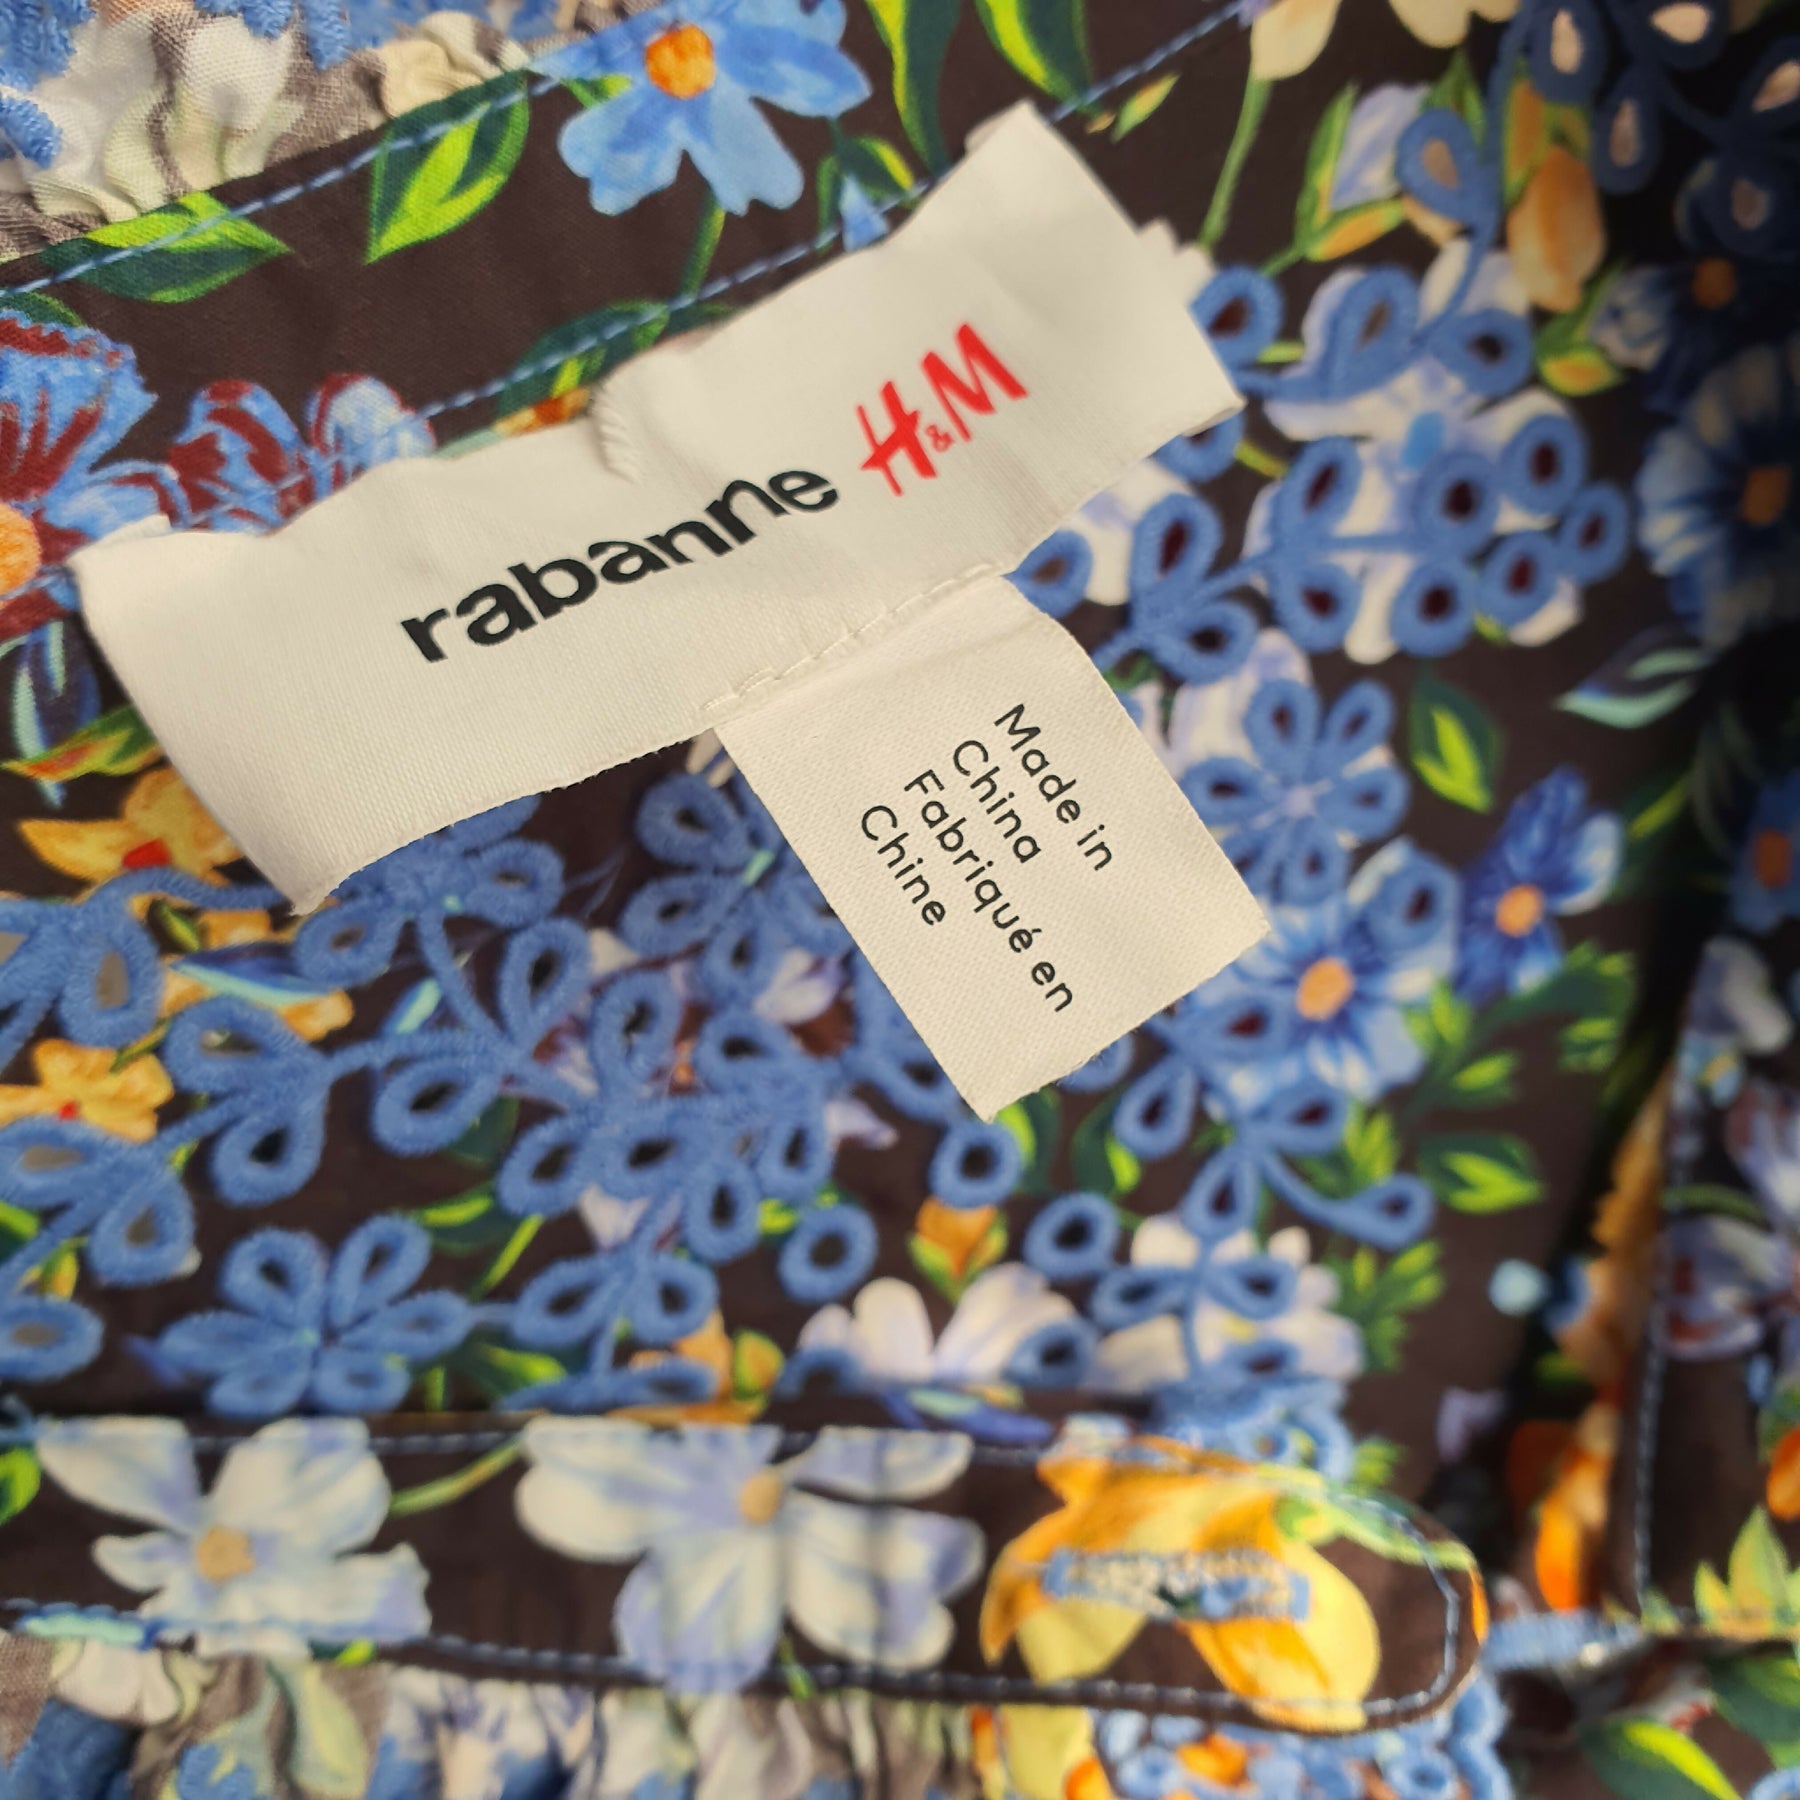 rabanne H&M
Made in
China
Fabriqué en
Chine